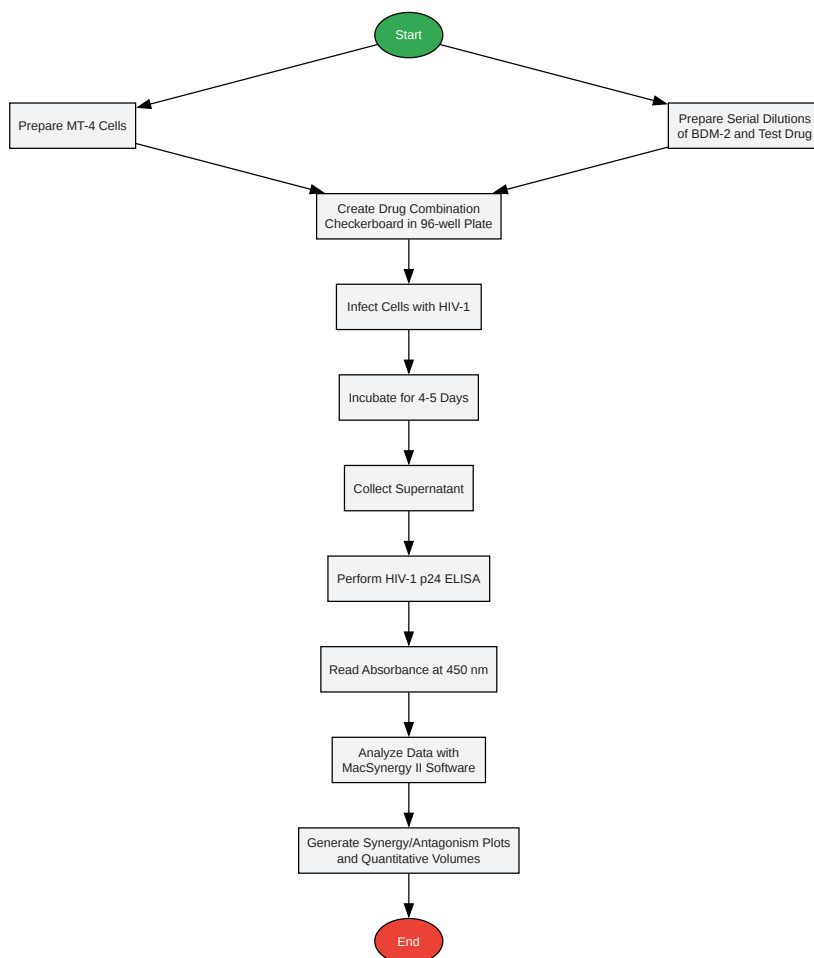 Start
Prepare MT-4 Cells
Prepare Serial Dilutions
of BDM-2 and Test Drug
Create Drug Combination
Checkerboard in 96-well Plate
Infect Cells with HIV-1
Incubate for 4-5 Days
Collect Supernatant
Perform HIV-1 p24 ELISA
Read Absorbance at 450 nm
Analyze Data with
MacSynergy II Software
Generate Synergy/Antagonism Plots
and Quantitative Volumes
End